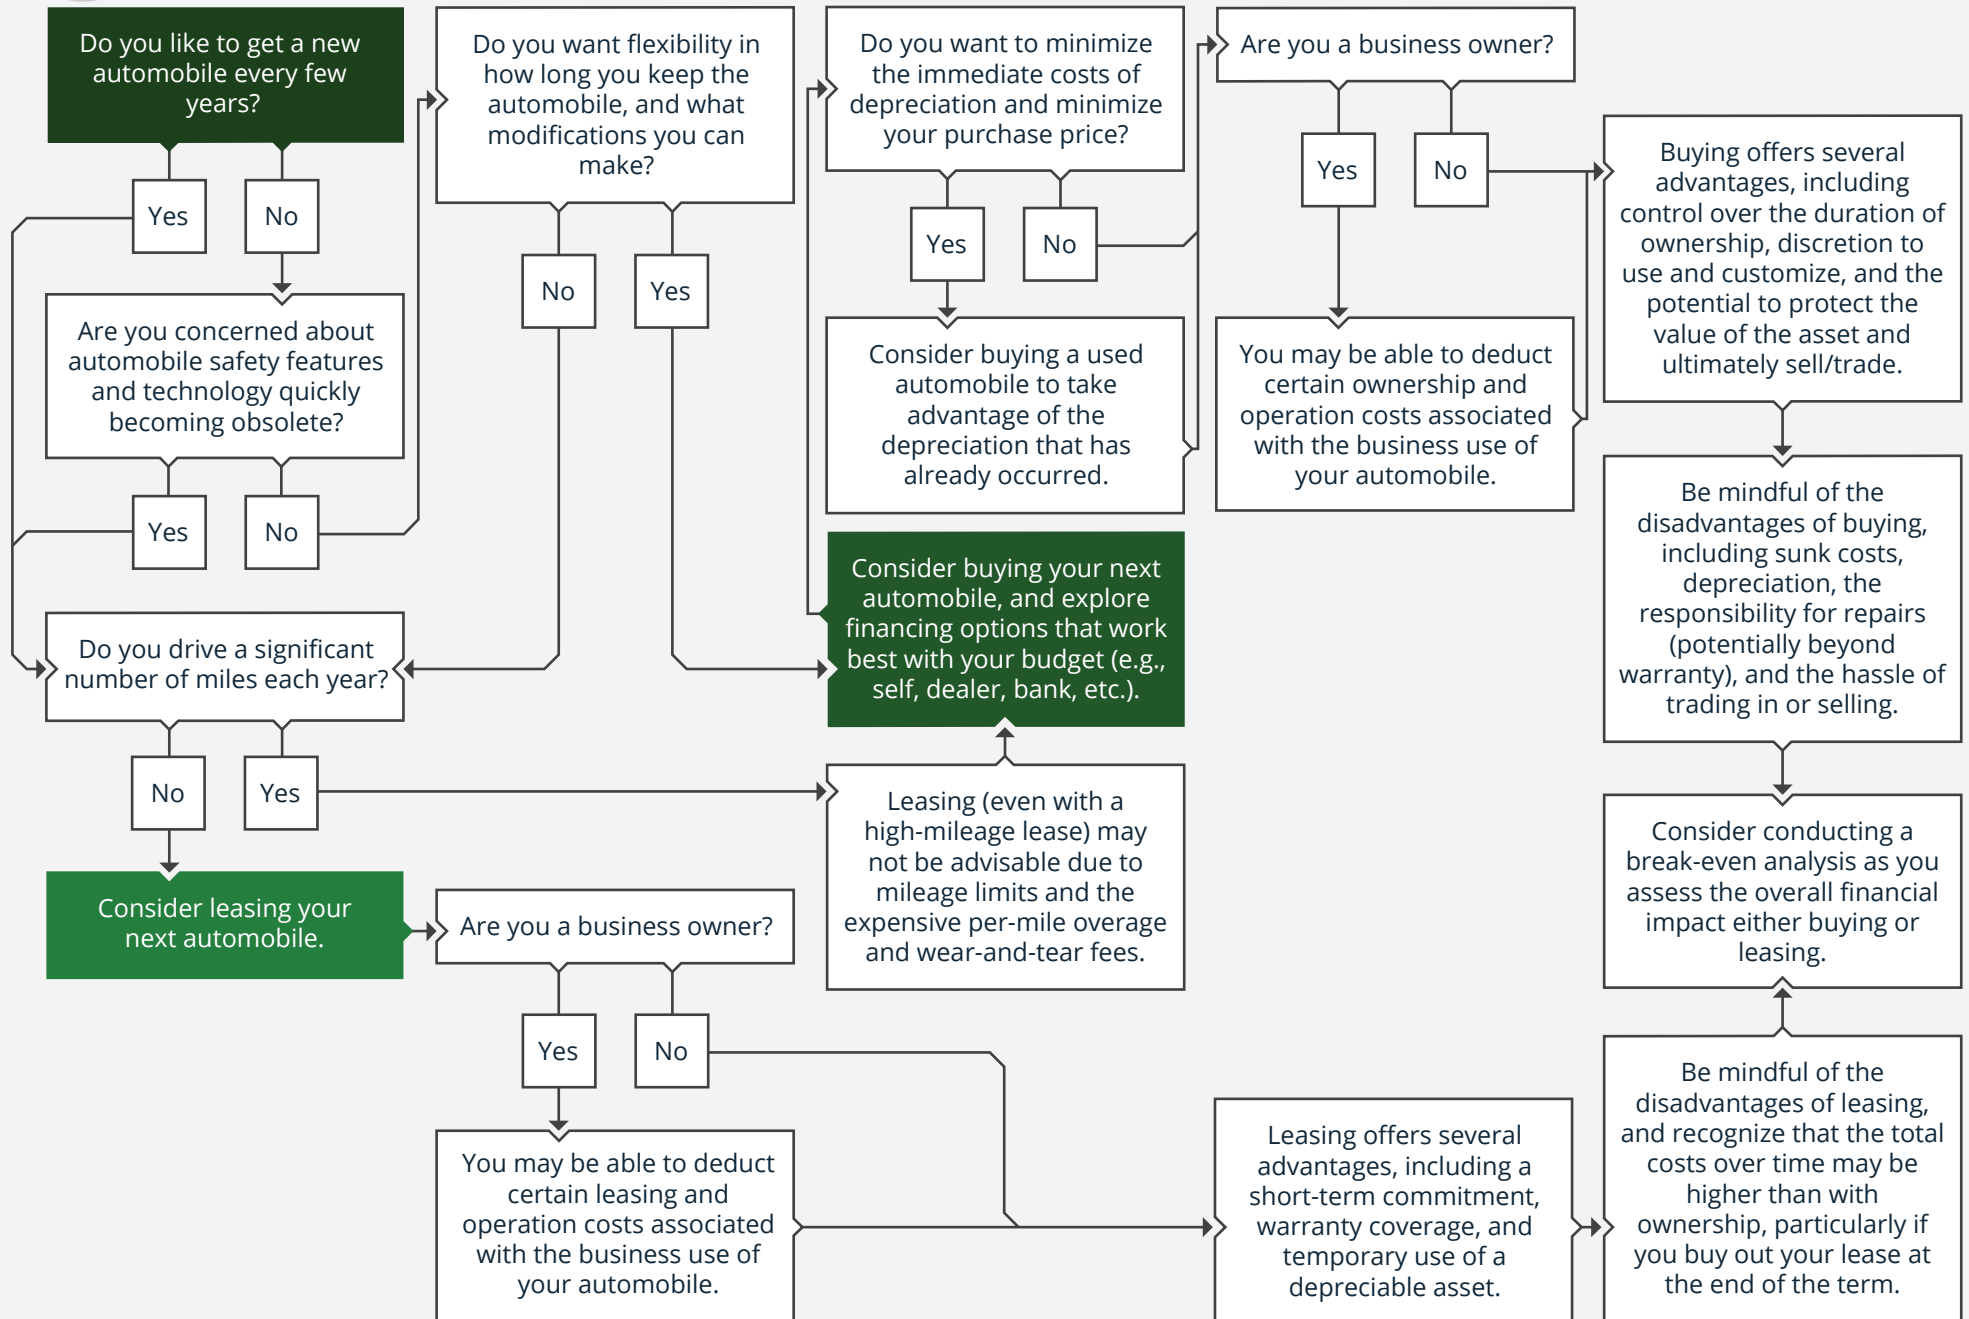 Do you like to get a new
automobile every few
years?
Yes
No
Are you concerned about
automobile safety features
and technology quickly
becoming obsolete?
Yes
No
Do you drive a significant
number of miles each year?
No
Yes
Consider leasing your
next automobile.
Do you want flexibility in
how long you keep the
automobile, and what
modifications you can
make?
No
Yes
Are you a business owner?
Yes
No
You may be able to deduct
certain leasing and
operation costs associated
with the business use of
your automobile.
Do you want to minimize
the immediate costs of
depreciation and minimize
your purchase price?
Yes
No
Consider buying a used
automobile to take
advantage of the
depreciation that has
already occurred.
Consider buying your next
automobile, and explore
financing options that work
best with your budget (e.g.,
self, dealer, bank, etc.).
Leasing (even with a
high-mileage lease) may
not be advisable due to
mileage limits and the
expensive per-mile overage
and wear-and-tear fees.
Are you a business owner?
Yes
No
You may be able to deduct
certain ownership and
operation costs associated
with the business use of
your automobile.
Leasing offers several
advantages, including a
short-term commitment,
warranty coverage, and
temporary use of a
depreciable asset.
Buying offers several
advantages, including
control over the duration of
ownership, discretion to
use and customize, and the
potential to protect the
value of the asset and
ultimately sell/trade.
Be mindful of the
disadvantages of buying,
including sunk costs,
depreciation, the
responsibility for repairs
(potentially beyond
warranty), and the hassle of
trading in or selling.
Consider conducting a
break-even analysis as you
assess the overall financial
impact either buying or
leasing.
Be mindful of the
disadvantages of leasing,
and recognize that the total
costs over time may be
higher than with
ownership, particularly if
you buy out your lease at
the end of the term.